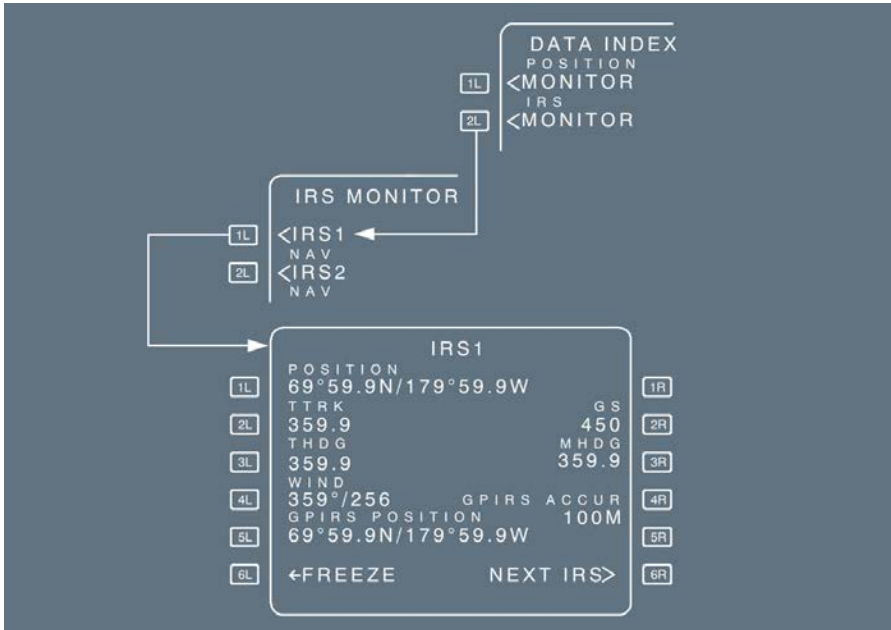 DATA INDEX
POSITION
1L <MONITOR
IRS
2L <MONITOR
IRS MONITOR
1L <IRS1
NAV
2L <IRS2
NAV
IRS1
POSITION
1L 69°59.9N/179°59.9W 1R
TTRK GS
2L 359.9 450 2R
THDG MHDG
3L 359.9 359.9 3R
WIND
4L 359°/256 GPIRS ACCUR 4R
GPIRS POSITION 100M
5L 69°59.9N/179°59.9W 5R
6L ←FREEZE NEXT IRS> 6R